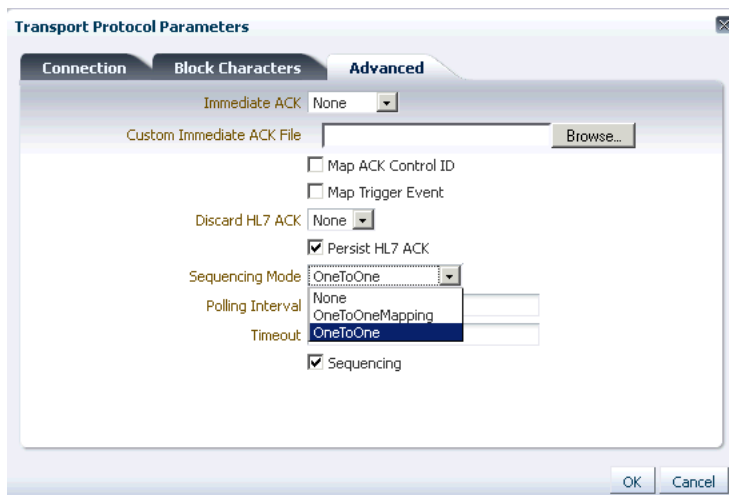 Transport Protocol Parameters
Connection Block Characters Advanced
Immediate ACK None
Custom Immediate ACK File Browse...
Map ACK Control ID
Map Trigger Event
Discard HL7 ACK None
Persist HL7 ACK
Sequencing Mode OneToOne
None
Polling Interval
OneToOneMapping
Timeout OneToOne
Sequencing
OK Cancel